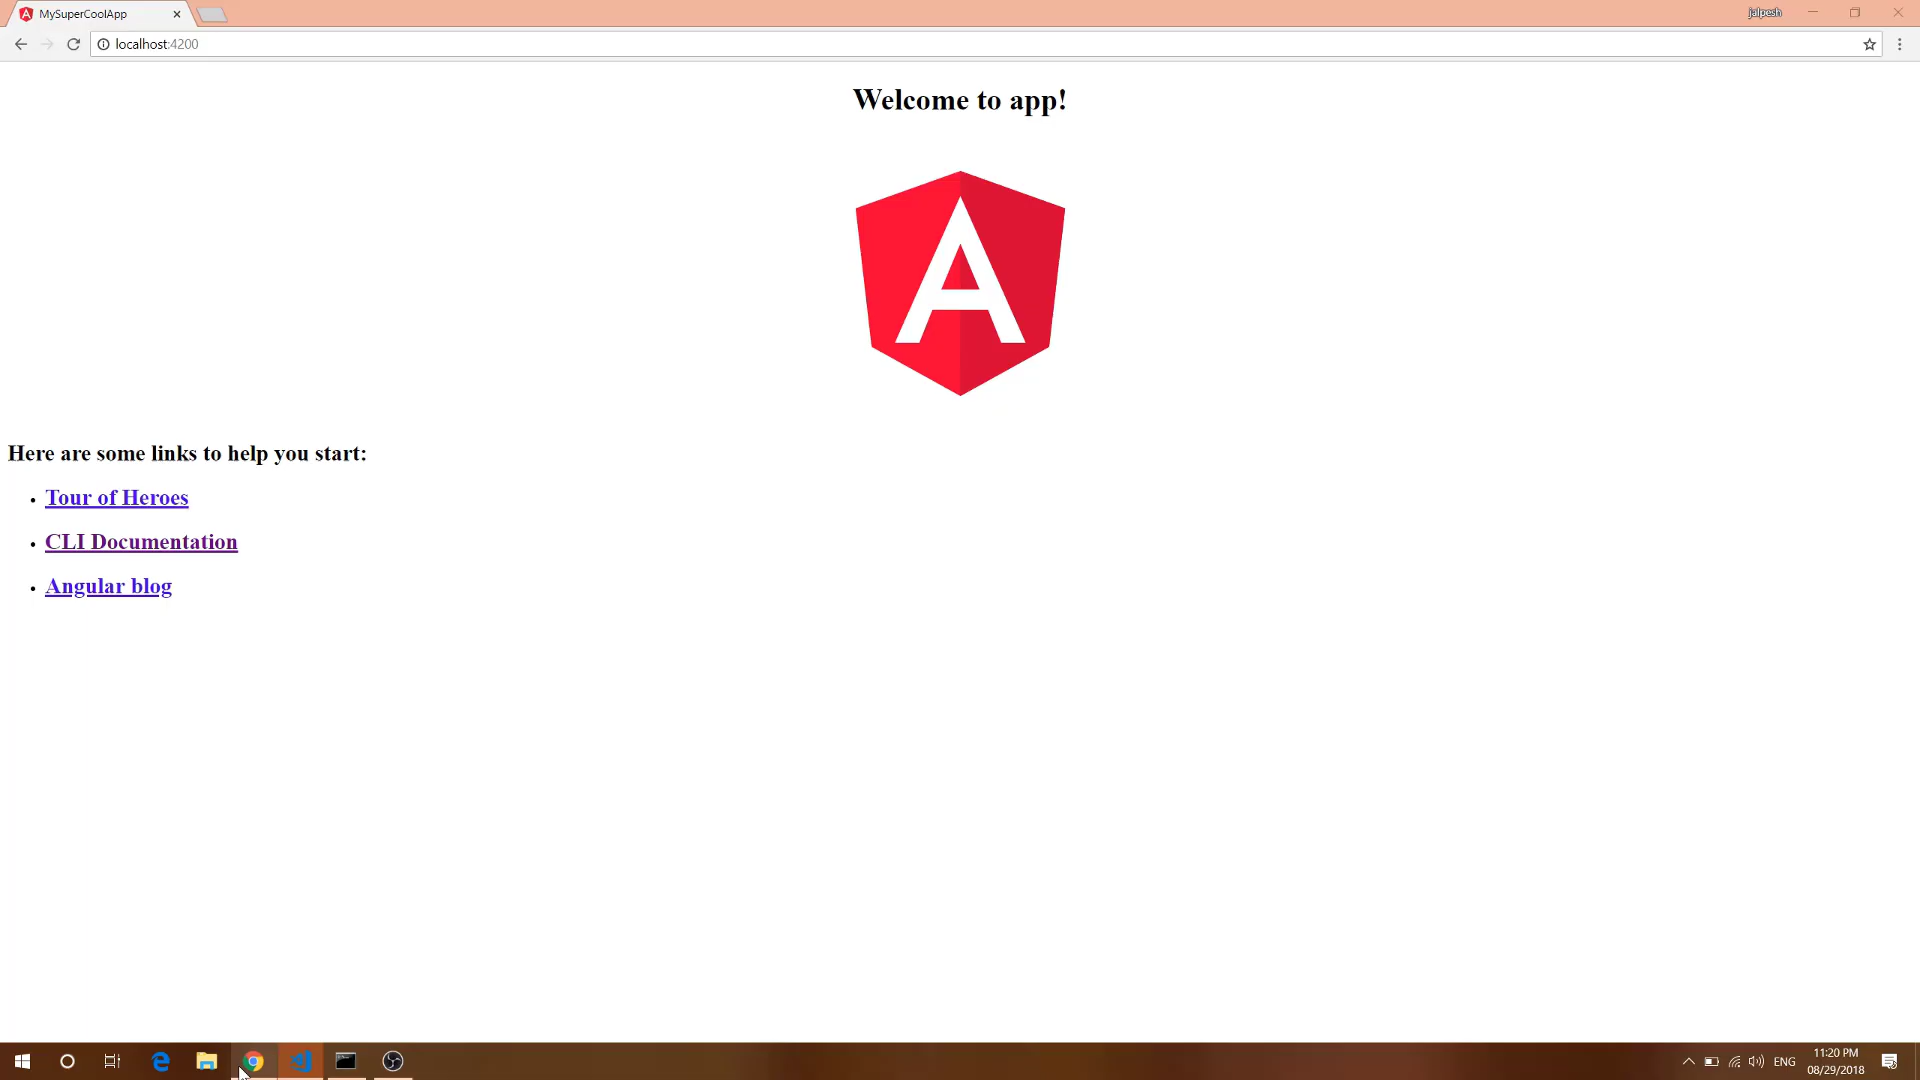 MySuperCoolApp
jalpesh
localhost:4200
Welcome to app!
A
Here are some links to help you start:
Tour of Heroes
CLI Documentation
Angular blog
ENG
11:20 PM
08/29/2018